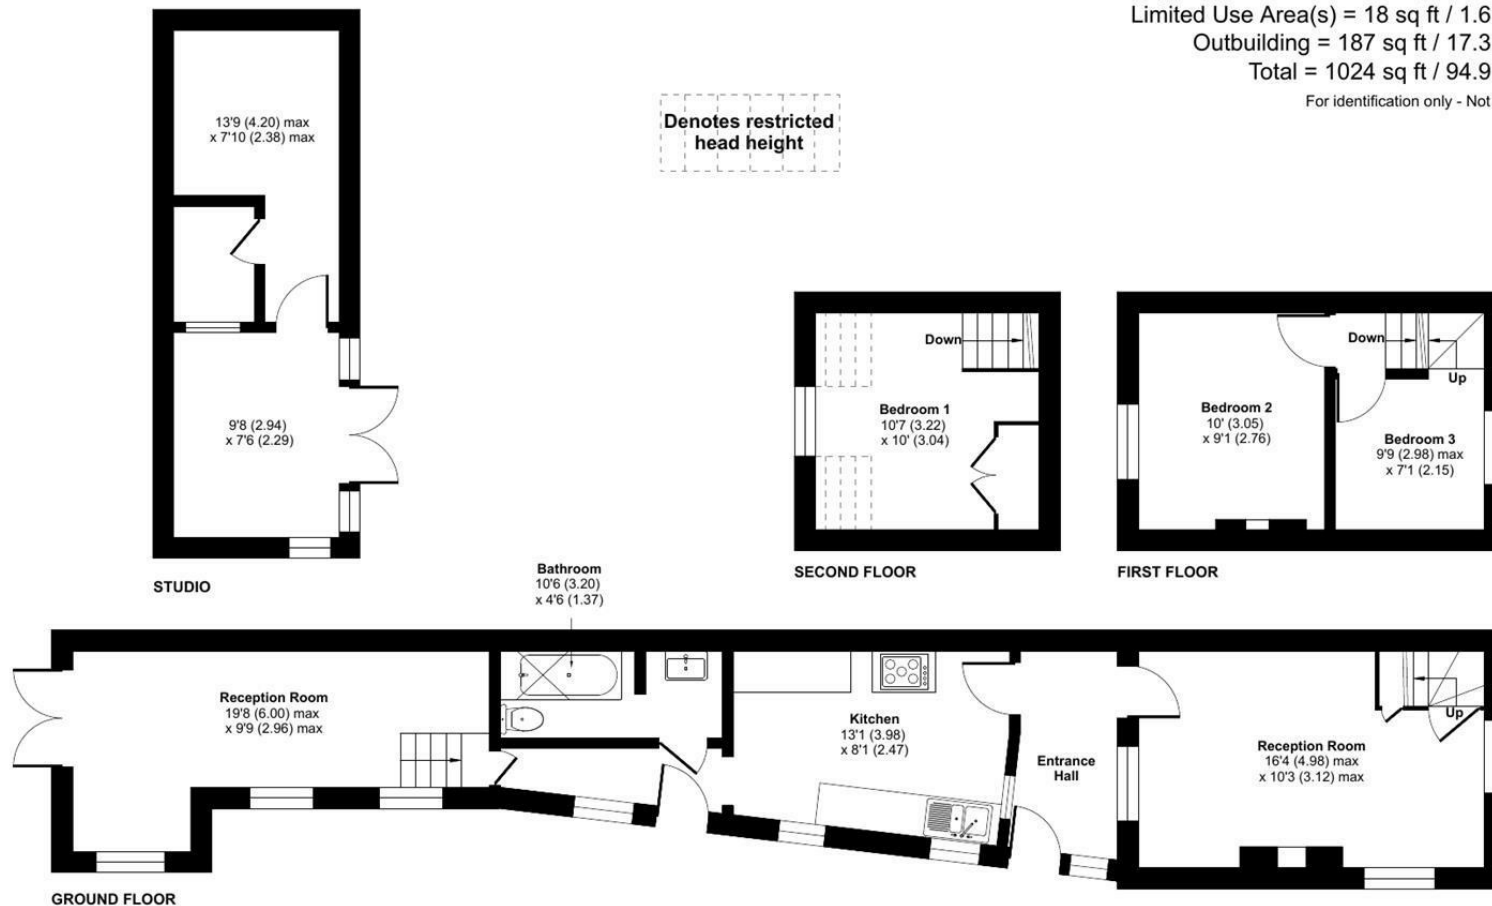 Limited Use Area(s) = 18 sq ft / 1.6
Outbuilding = 187 sq ft / 17.3
Total = 1024 sq ft / 94.9
For identification only - Not
Denotes restricted
head height
13'9 (4.20) max
x 7'10 (2.38) max
9'8 (2.94)
x 7'6 (2.29)
STUDIO
Down
Bedroom 1
10'7 (3.22)
x 10' (3.04)
SECOND FLOOR
Down
Up
Bedroom 2
10' (3.05)
x 9'1 (2.76)
Bedroom 3
9'9 (2.98) max
x 7'1 (2.15)
FIRST FLOOR
Bathroom
10'6 (3.20)
x 4'6 (1.37)
Reception Room
19'8 (6.00) max
x 9'9 (2.96) max
Kitchen
13'1 (3.98)
x 8'1 (2.47)
Entrance
Hall
Up
Reception Room
16'4 (4.98) max
x 10'3 (3.12) max
GROUND FLOOR